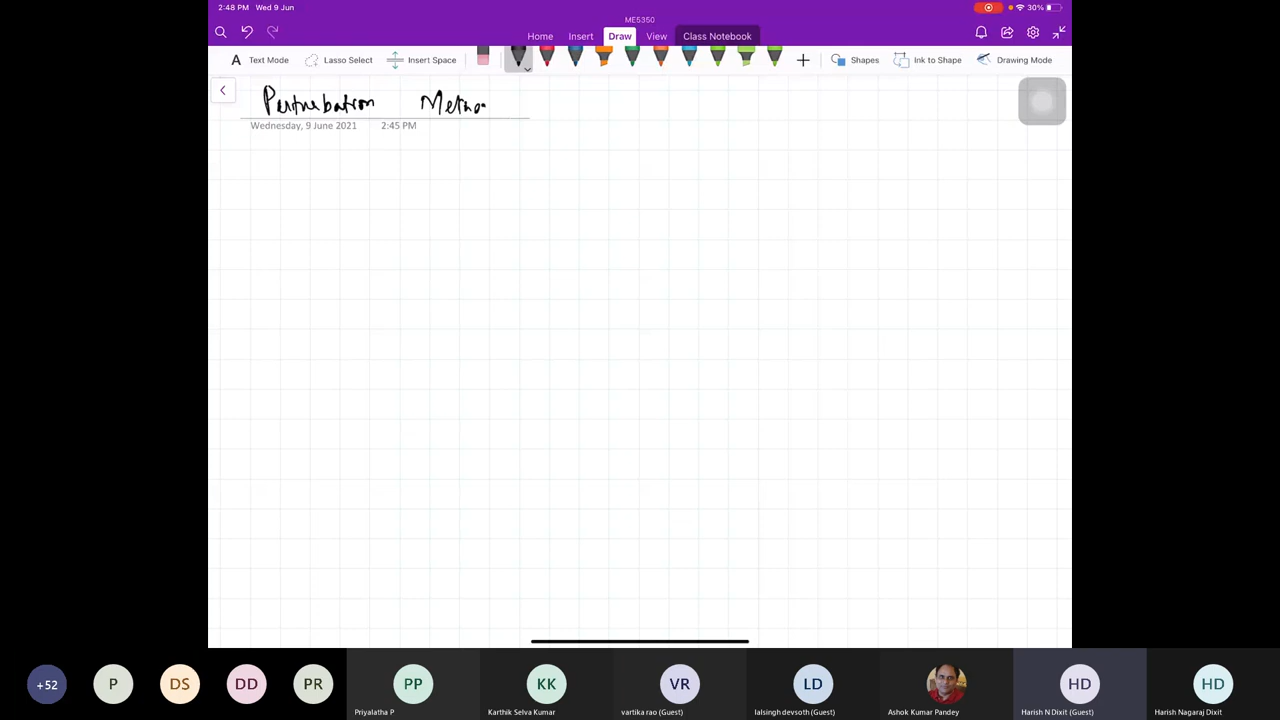 2:48 PM Wed 9 Jun 30%
ME5350
Home Insert Draw View Class Notebook
A Text Mode Lasso Select Insert Space Shapes Ink to Shape Drawing Mode
Perturbation Metho
Wednesday, 9 June 2021 2:45 PM
+52 P DS DD PR PP KK VR LD HD HD
Priyalatha P Karthik Selva Kumar vartika rao (Guest) lalsingh devsoth (Guest) Ashok Kumar Pandey Harish N Dixit (Guest) Harish Nagaraj Dixit